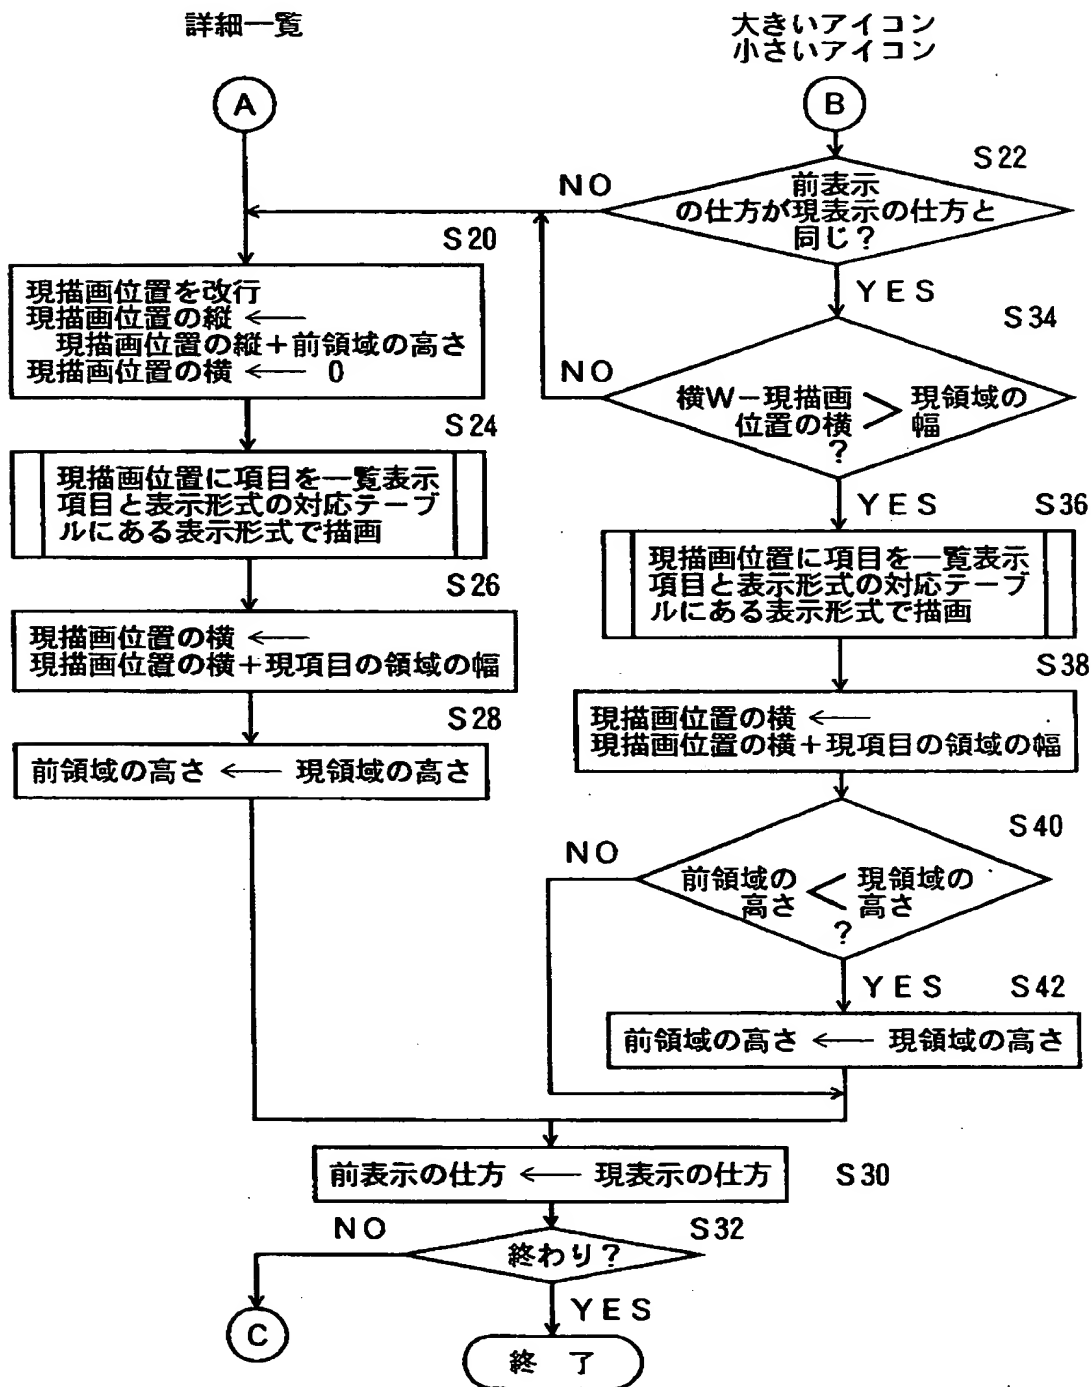 詳細一覧
大きいアイコン
小さいアイコン
A
B
S22
前表示
の仕方が現表示の仕方と
同じ？
NO
YES
S20
現描画位置を改行
現描画位置の縦 ←
現描画位置の縦＋前領域の高さ
現描画位置の横 ← 0
S34
横W－現描画
位置の横
＞
現領域の
幅
？
NO
YES
S24
現描画位置に項目を一覧表示
項目と表示形式の対応テーブ
ルにある表示形式で描画
S36
現描画位置に項目を一覧表示
項目と表示形式の対応テーブ
ルにある表示形式で描画
S26
現描画位置の横 ←
現描画位置の横＋現項目の領域の幅
S38
現描画位置の横 ←
現描画位置の横＋現項目の領域の幅
S28
前領域の高さ ← 現領域の高さ
S40
前領域の
高さ
＜
現領域の
高さ
？
NO
YES
S42
前領域の高さ ← 現領域の高さ
前表示の仕方 ← 現表示の仕方
S30
S32
終わり？
NO
YES
C
終 了